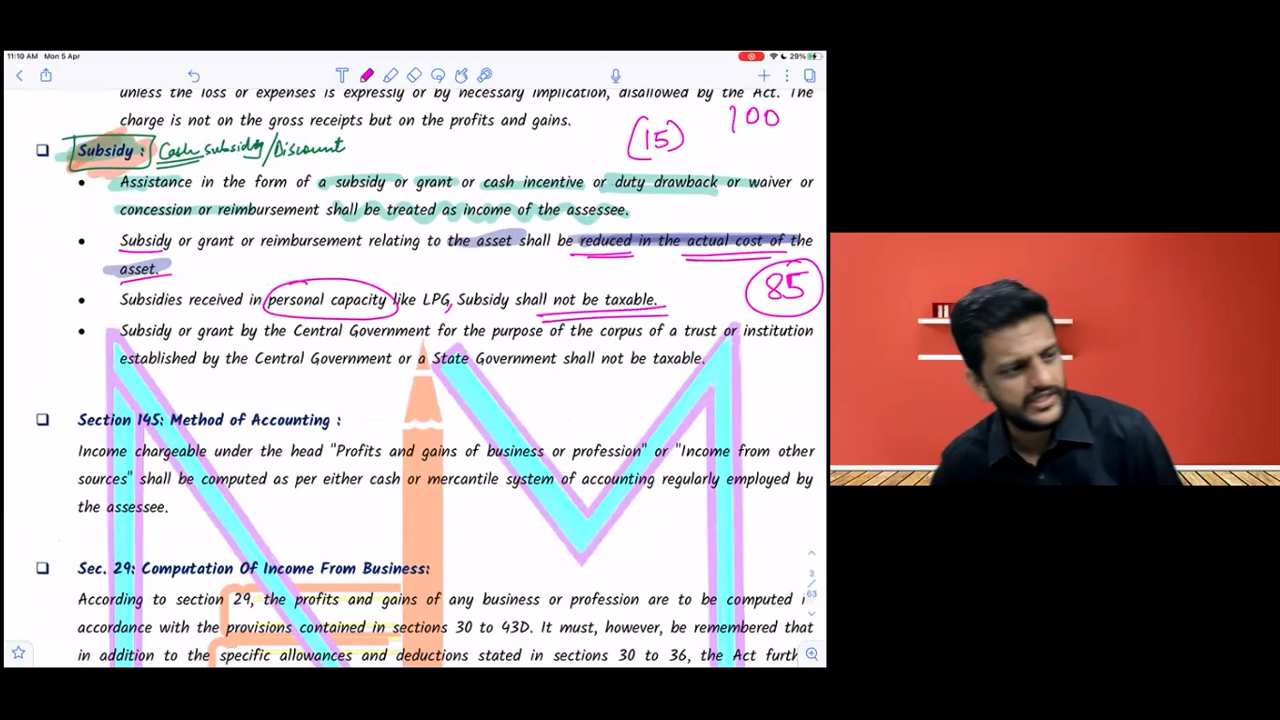 11:10 AM Mon 5 Apr
29%
T
unless the loss or expenses is expressly or by necessary implication, disallowed by the Act. The
charge is not on the gross receipts but on the profits and gains.
(15)
100
Subsidy : Cash subsidy/Discount
• Assistance in the form of a subsidy or grant or cash incentive or duty drawback or waiver or
concession or reimbursement shall be treated as income of the assessee.
• Subsidy or grant or reimbursement relating to the asset shall be reduced in the actual cost of the
asset.
85
• Subsidies received in personal capacity like LPG, Subsidy shall not be taxable.
• Subsidy or grant by the Central Government for the purpose of the corpus of a trust or institution
established by the Central Government or a State Government shall not be taxable.
Section 145: Method of Accounting :
Income chargeable under the head "Profits and gains of business or profession" or "Income from other
sources" shall be computed as per either cash or mercantile system of accounting regularly employed by
the assessee.
3
/
63
Sec. 29: Computation Of Income From Business:
According to section 29, the profits and gains of any business or profession are to be computed i
accordance with the provisions contained in sections 30 to 43D. It must, however, be remembered that
in addition to the specific allowances and deductions stated in sections 30 to 36, the Act furth